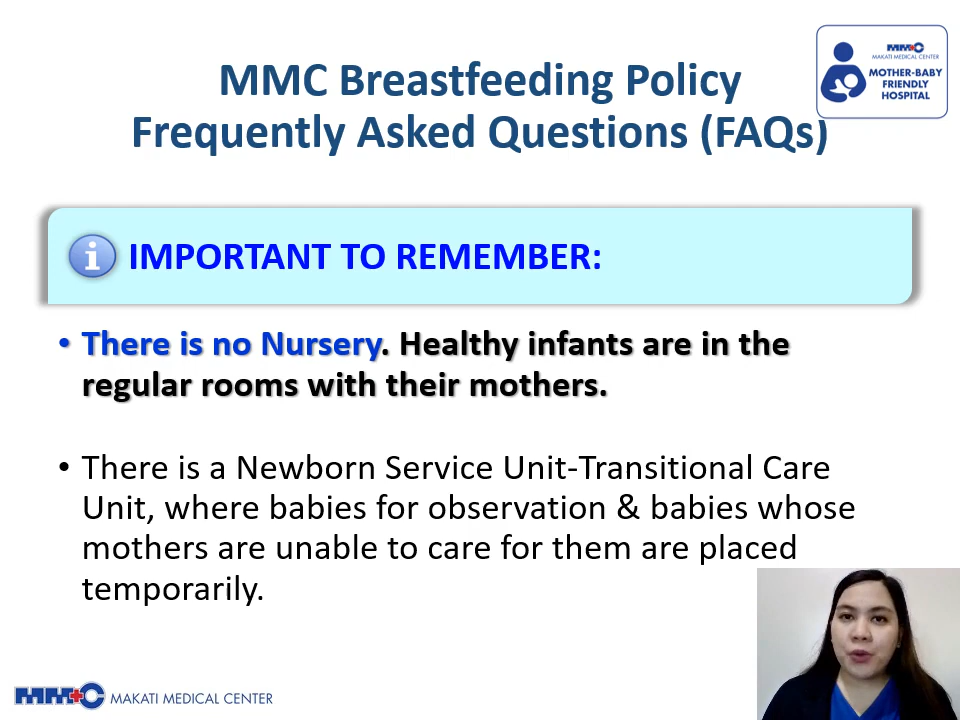 MMC Breastfeeding Policy
Frequently Asked Questions (FAQs)
MMC
MAKATI MEDICAL CENTER
MOTHER-BABY
FRIENDLY
HOSPITAL
i IMPORTANT TO REMEMBER:
• There is no Nursery. Healthy infants are in the
regular rooms with their mothers.
• There is a Newborn Service Unit-Transitional Care
Unit, where babies for observation & babies whose
mothers are unable to care for them are placed
temporarily.
MMC MAKATI MEDICAL CENTER